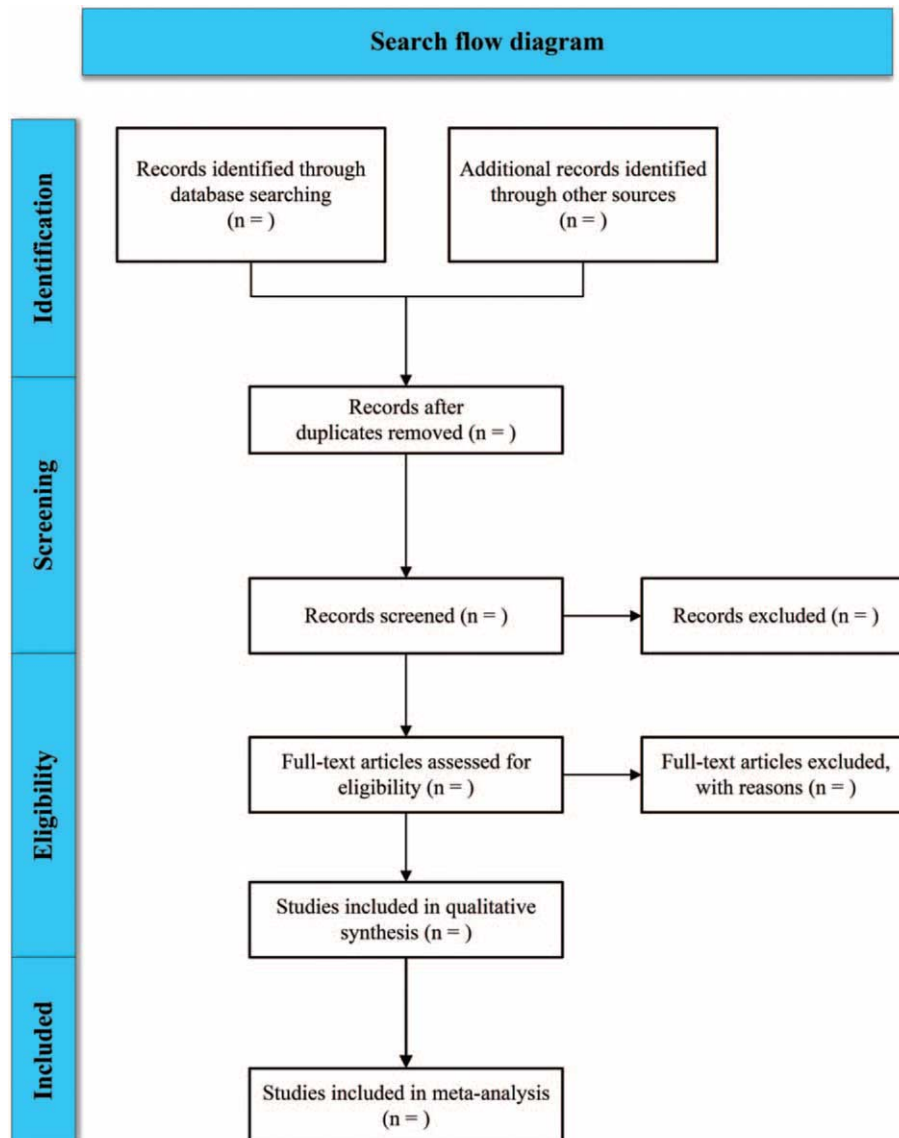 Search flow diagram
Identification
Records identified through
database searching
(n = )
Additional records identified
through other sources
(n = )
Screening
Records after
duplicates removed (n = )
Records screened (n = )
Records excluded (n = )
Eligibility
Full-text articles assessed for
eligibility (n = )
Full-text articles excluded,
with reasons (n = )
Studies included in qualitative
synthesis (n = )
Included
Studies included in meta-analysis
(n = )